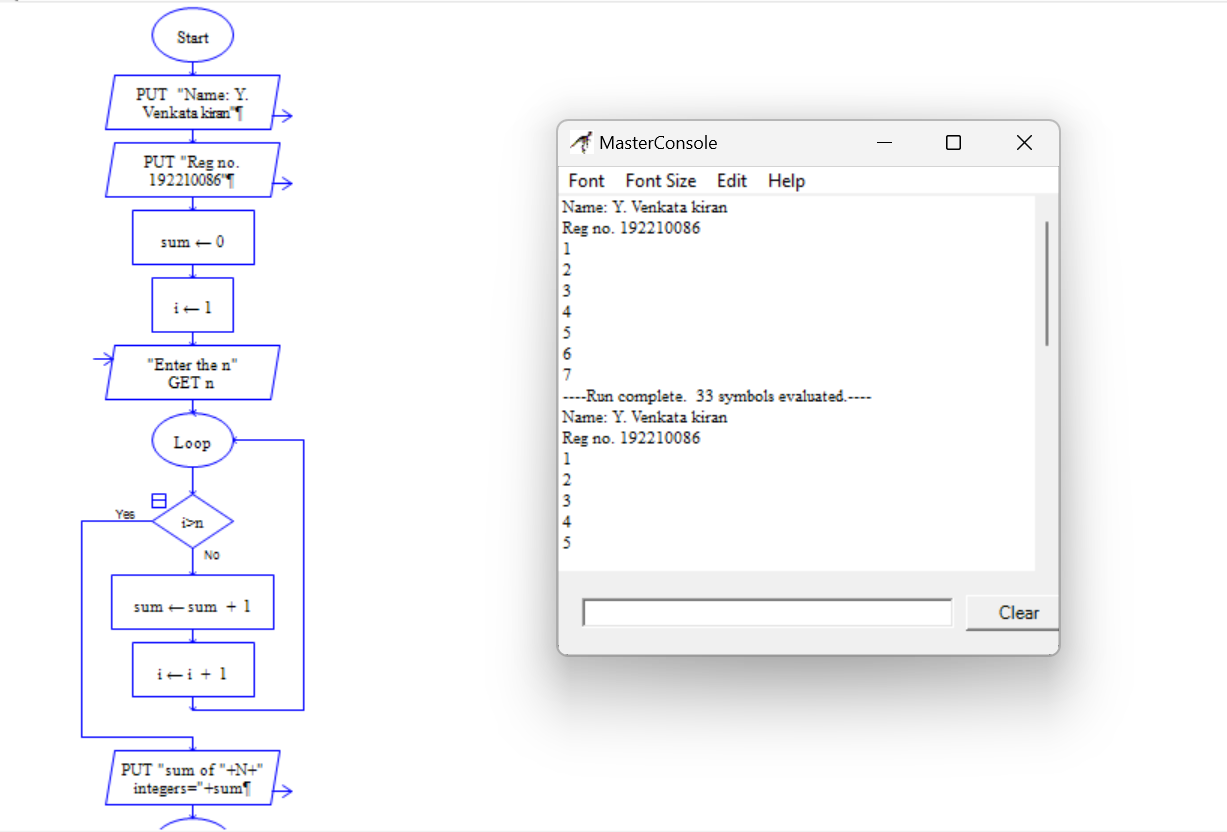 Start
PUT "Name: Y.
Venkata kiran"¶
PUT "Reg no.
192210086"¶
sum ← 0
i ← 1
"Enter the n"
GET n
Loop
Yes
i>n
No
sum ← sum + 1
i ← i + 1
PUT "sum of "+N+"
integers="+sum¶
MasterConsole
Font Font Size Edit Help
Name: Y. Venkata kiran
Reg no. 192210086
1
2
3
4
5
6
7
----Run complete. 33 symbols evaluated.----
Name: Y. Venkata kiran
Reg no. 192210086
1
2
3
4
5
Clear